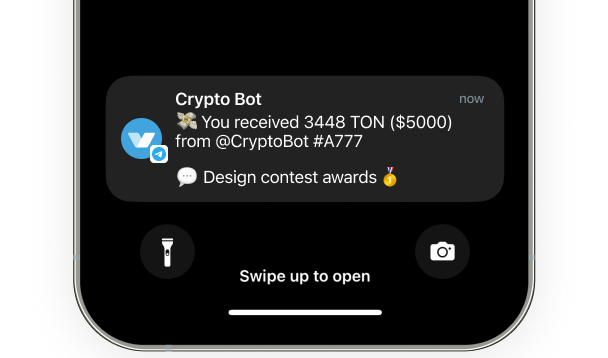 Crypto Bot
now
💸 You received 3448 TON ($5000)
from @CryptoBot #A777
💬 Design contest awards 🏅
Swipe up to open